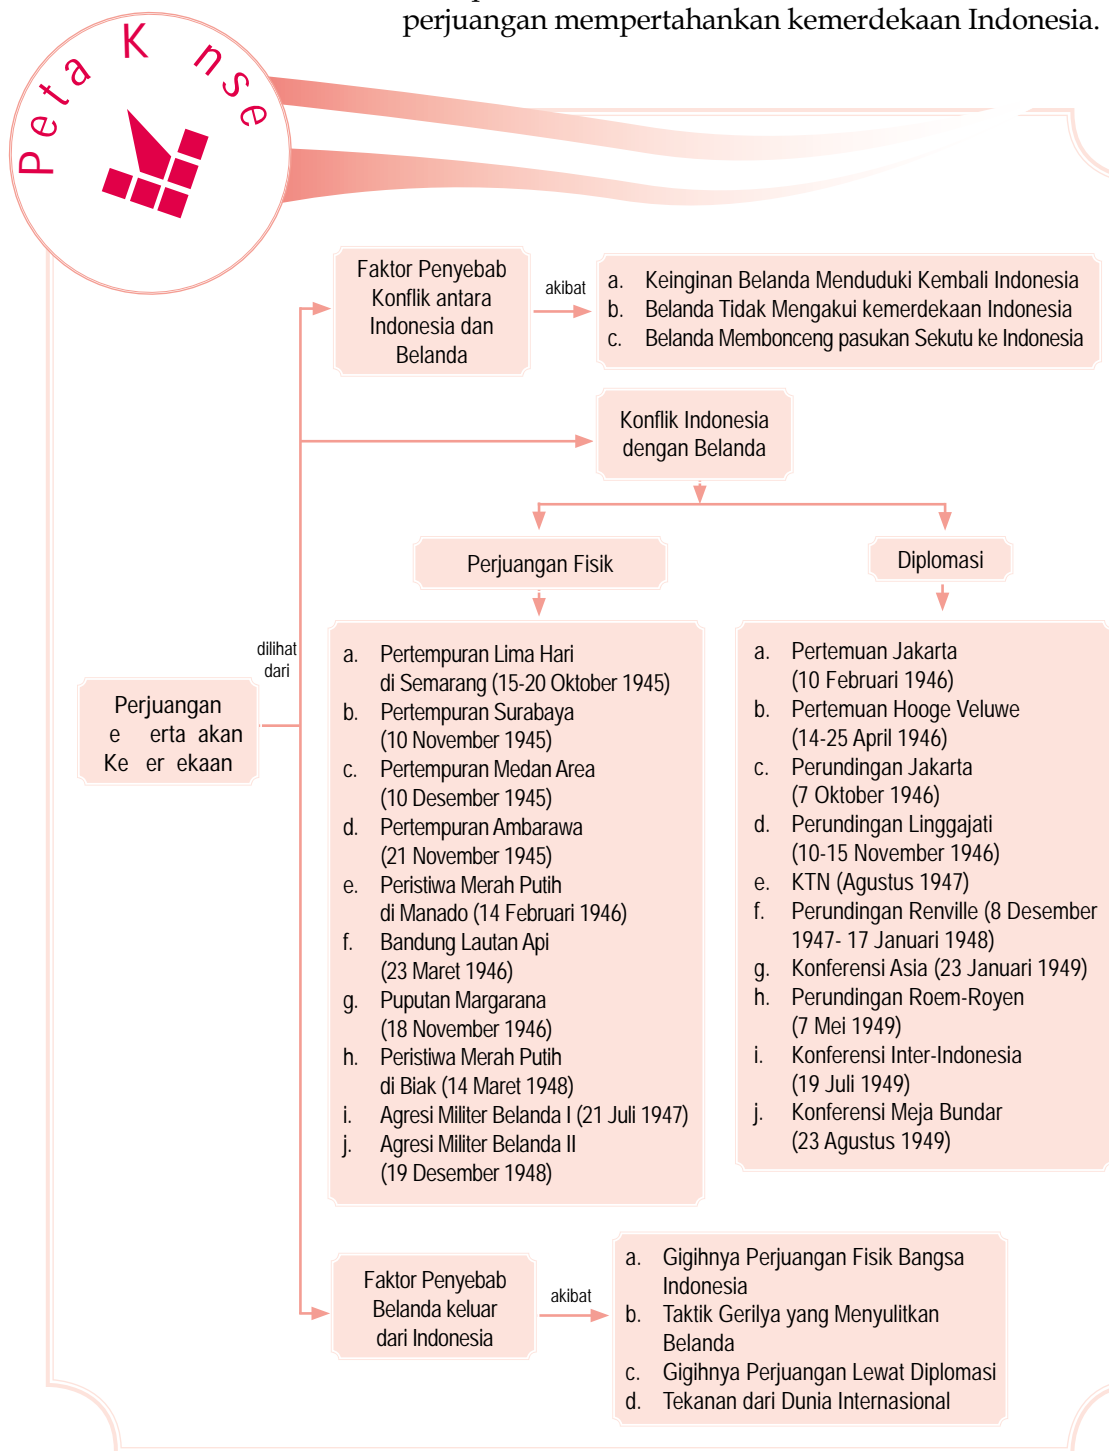 perjuangan mempertahankan kemerdekaan Indonesia.
Peta K nse
Faktor Penyebab
Konflik antara
Indonesia dan
Belanda
akibat
a. Keinginan Belanda Menduduki Kembali Indonesia
b. Belanda Tidak Mengakui kemerdekaan Indonesia
c. Belanda Membonceng pasukan Sekutu ke Indonesia
Konflik Indonesia
dengan Belanda
Perjuangan Fisik
Diplomasi
dilihat
dari
Perjuangan
e erta akan
Ke er ekaan
a. Pertempuran Lima Hari
di Semarang (15-20 Oktober 1945)
b. Pertempuran Surabaya
(10 November 1945)
c. Pertempuran Medan Area
(10 Desember 1945)
d. Pertempuran Ambarawa
(21 November 1945)
e. Peristiwa Merah Putih
di Manado (14 Februari 1946)
f. Bandung Lautan Api
(23 Maret 1946)
g. Puputan Margarana
(18 November 1946)
h. Peristiwa Merah Putih
di Biak (14 Maret 1948)
i. Agresi Militer Belanda I (21 Juli 1947)
j. Agresi Militer Belanda II
(19 Desember 1948)
a. Pertemuan Jakarta
(10 Februari 1946)
b. Pertemuan Hooge Veluwe
(14-25 April 1946)
c. Perundingan Jakarta
(7 Oktober 1946)
d. Perundingan Linggajati
(10-15 November 1946)
e. KTN (Agustus 1947)
f. Perundingan Renville (8 Desember
1947- 17 Januari 1948)
g. Konferensi Asia (23 Januari 1949)
h. Perundingan Roem-Royen
(7 Mei 1949)
i. Konferensi Inter-Indonesia
(19 Juli 1949)
j. Konferensi Meja Bundar
(23 Agustus 1949)
Faktor Penyebab
Belanda keluar
dari Indonesia
akibat
a. Gigihnya Perjuangan Fisik Bangsa
Indonesia
b. Taktik Gerilya yang Menyulitkan
Belanda
c. Gigihnya Perjuangan Lewat Diplomasi
d. Tekanan dari Dunia Internasional